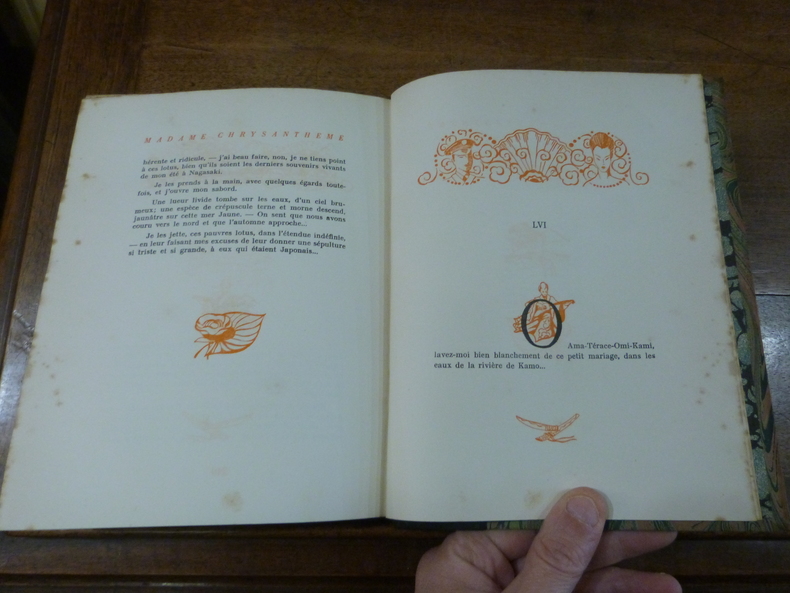 MADAME CHRYSANTHEME
hérente et ridicule, — j'ai beau faire, non, je ne tiens point
à ces lotus, bien qu'ils soient les derniers souvenirs vivants
de mon été à Nagasaki.
Je les prends à la main, avec quelques égards toute-
fois, et j'ouvre mon sabord.
Une lueur livide tombe sur les eaux, d'un ciel bru-
meux; une espèce de crépuscule terne et morne descend,
jaunâtre sur cette mer Jaune. — On sent que nous avons
couru vers le nord et que l'automne approche...
Je les jette, ces pauvres lotus, dans l'étendue indéfinie,
— en leur faisant mes excuses de leur donner une sépulture
si triste et si grande, à eux qui étaient Japonais...
LVI
O Ama-Térace-Omi-Kami,
lavez-moi bien blanchement de ce petit mariage, dans les
eaux de la rivière de Kamo...